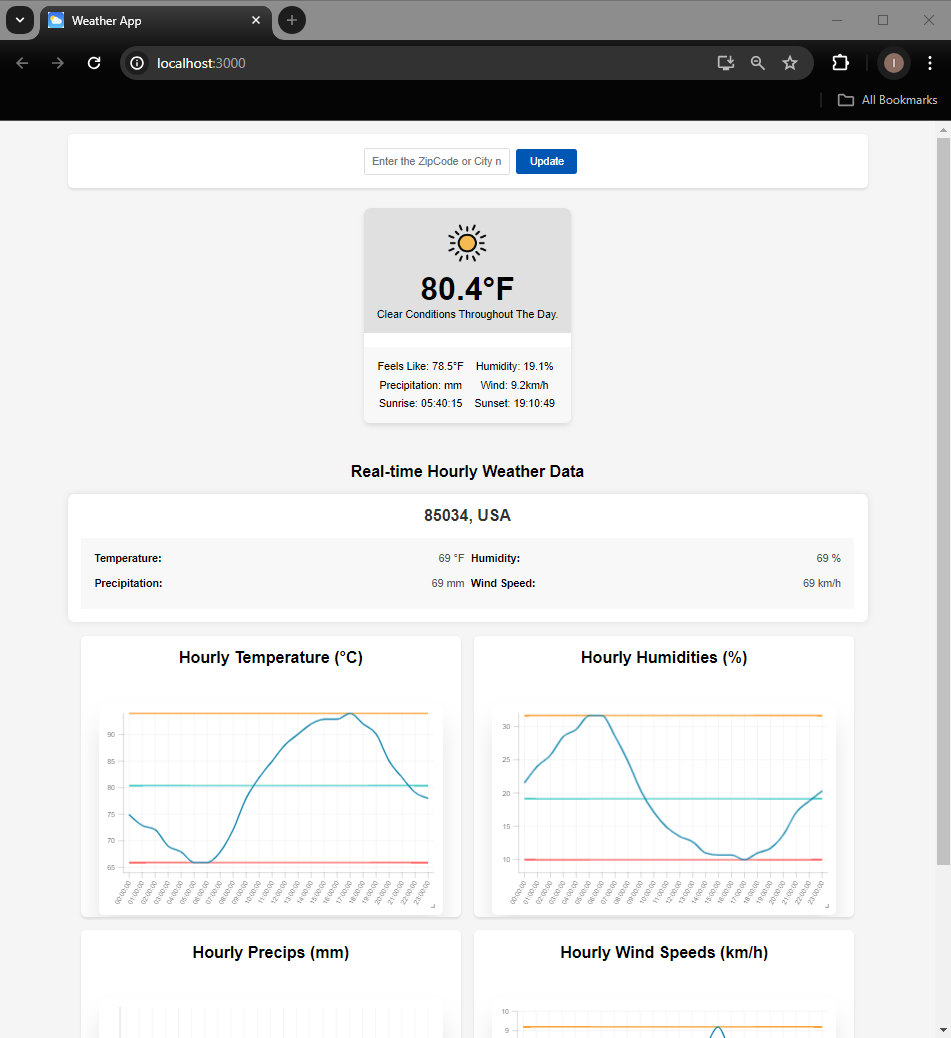 Weather App
localhost:3000
All Bookmarks
Enter the ZipCode or City n
Update
80.4°F
Clear Conditions Throughout The Day.
Feels Like: 78.5°F Humidity: 19.1%
Precipitation: mm Wind: 9.2km/h
Sunrise: 05:40:15 Sunset: 19:10:49
Real-time Hourly Weather Data
85034, USA
Temperature: 69 °F Humidity: 69 %
Precipitation: 69 mm Wind Speed: 69 km/h
Hourly Temperature (°C)
90
85
80
75
70
65
00:00:00 01:00:00 02:00:00 03:00:00 04:00:00 05:00:00 06:00:00 07:00:00 08:00:00 09:00:00 10:00:00 11:00:00 12:00:00 13:00:00 14:00:00 15:00:00 16:00:00 17:00:00 18:00:00 19:00:00 20:00:00 21:00:00 22:00:00 23:00:00
Hourly Humidities (%)
30
25
20
15
10
00:00:00 01:00:00 02:00:00 03:00:00 04:00:00 05:00:00 06:00:00 07:00:00 08:00:00 09:00:00 10:00:00 11:00:00 12:00:00 13:00:00 14:00:00 15:00:00 16:00:00 17:00:00 18:00:00 19:00:00 20:00:00 21:00:00 22:00:00 23:00:00
Hourly Precips (mm)
Hourly Wind Speeds (km/h)
10
9